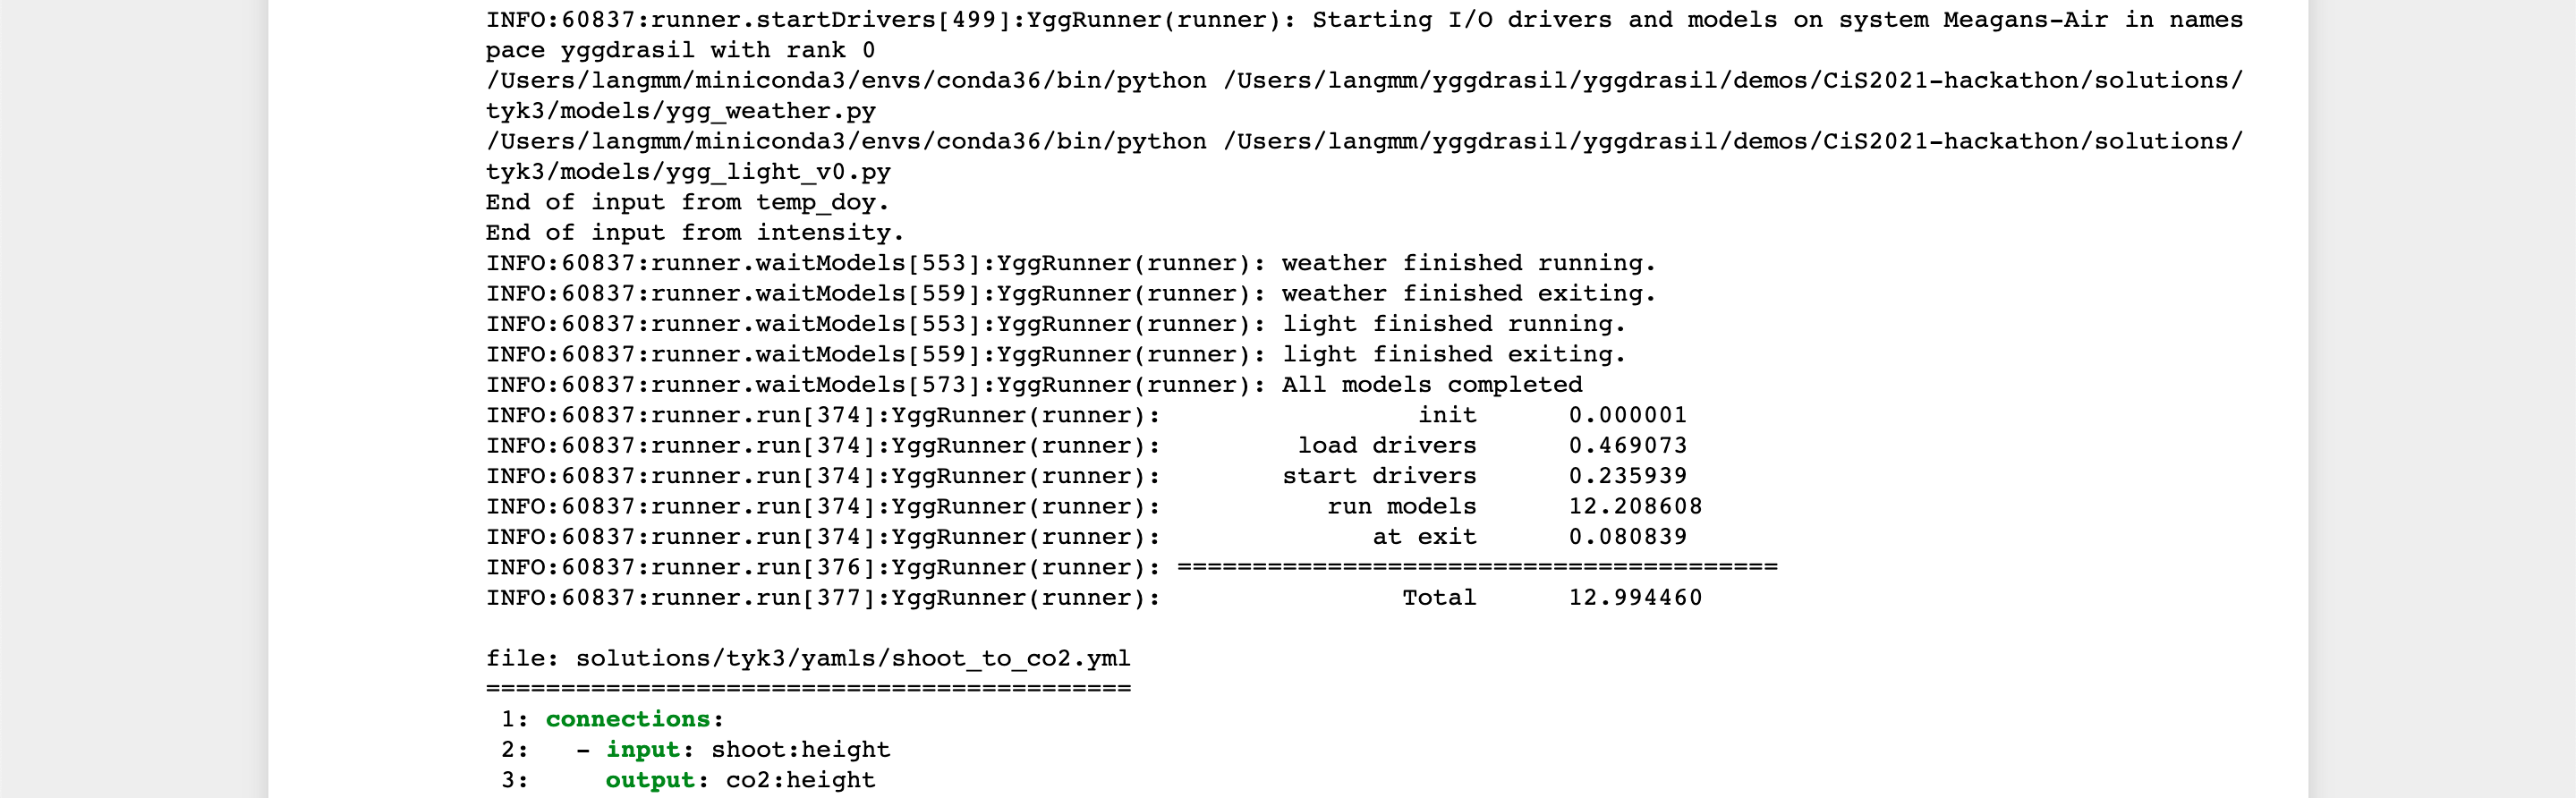 INFO:60837:runner.startDrivers[499]:YggRunner(runner): Starting I/O drivers and models on system Meagans-Air in names
pace yggdrasil with rank 0
/Users/langmm/miniconda3/envs/conda36/bin/python /Users/langmm/yggdrasil/yggdrasil/demos/CiS2021-hackathon/solutions/
tyk3/models/ygg_weather.py
/Users/langmm/miniconda3/envs/conda36/bin/python /Users/langmm/yggdrasil/yggdrasil/demos/CiS2021-hackathon/solutions/
tyk3/models/ygg_light_v0.py
End of input from temp_doy.
End of input from intensity.
INFO:60837:runner.waitModels[553]:YggRunner(runner): weather finished running.
INFO:60837:runner.waitModels[559]:YggRunner(runner): weather finished exiting.
INFO:60837:runner.waitModels[553]:YggRunner(runner): light finished running.
INFO:60837:runner.waitModels[559]:YggRunner(runner): light finished exiting.
INFO:60837:runner.waitModels[573]:YggRunner(runner): All models completed
INFO:60837:runner.run[374]:YggRunner(runner):                 init      0.000001
INFO:60837:runner.run[374]:YggRunner(runner):         load drivers      0.469073
INFO:60837:runner.run[374]:YggRunner(runner):        start drivers      0.235939
INFO:60837:runner.run[374]:YggRunner(runner):           run models      12.208608
INFO:60837:runner.run[374]:YggRunner(runner):              at exit      0.080839
INFO:60837:runner.run[376]:YggRunner(runner): ========================================
INFO:60837:runner.run[377]:YggRunner(runner):                Total      12.994460
file: solutions/tyk3/yamls/shoot_to_co2.yml
===========================================
1: connections:
2:   - input: shoot:height
3:     output: co2:height